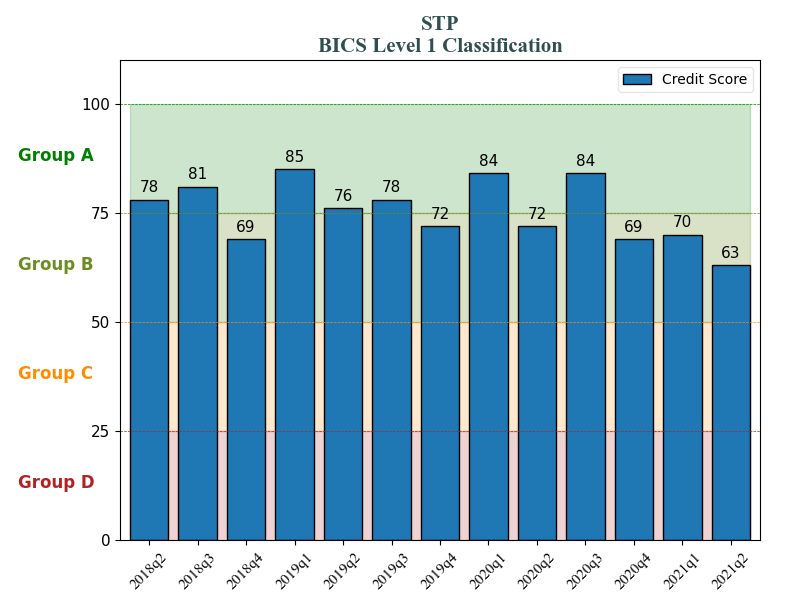 STP
BICS Level 1 Classification
Credit Score
100
75
50
25
0
Group A
Group B
Group C
Group D
78
81
69
85
76
78
72
84
72
84
69
70
63
2018q2
2018q3
2018q4
2019q1
2019q2
2019q3
2019q4
2020q1
2020q2
2020q3
2020q4
2021q1
2021q2